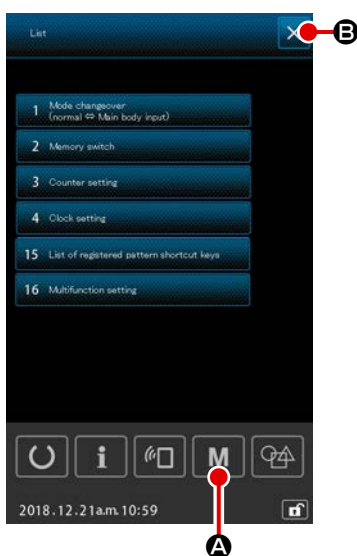 List
B
1 Mode changeover
(normal ⇔ Main body input)
2 Memory switch
3 Counter setting
4 Clock setting
15 List of registered pattern shortcut keys
16 Multifunction setting
i M
2018.12.21a.m.10:59
A